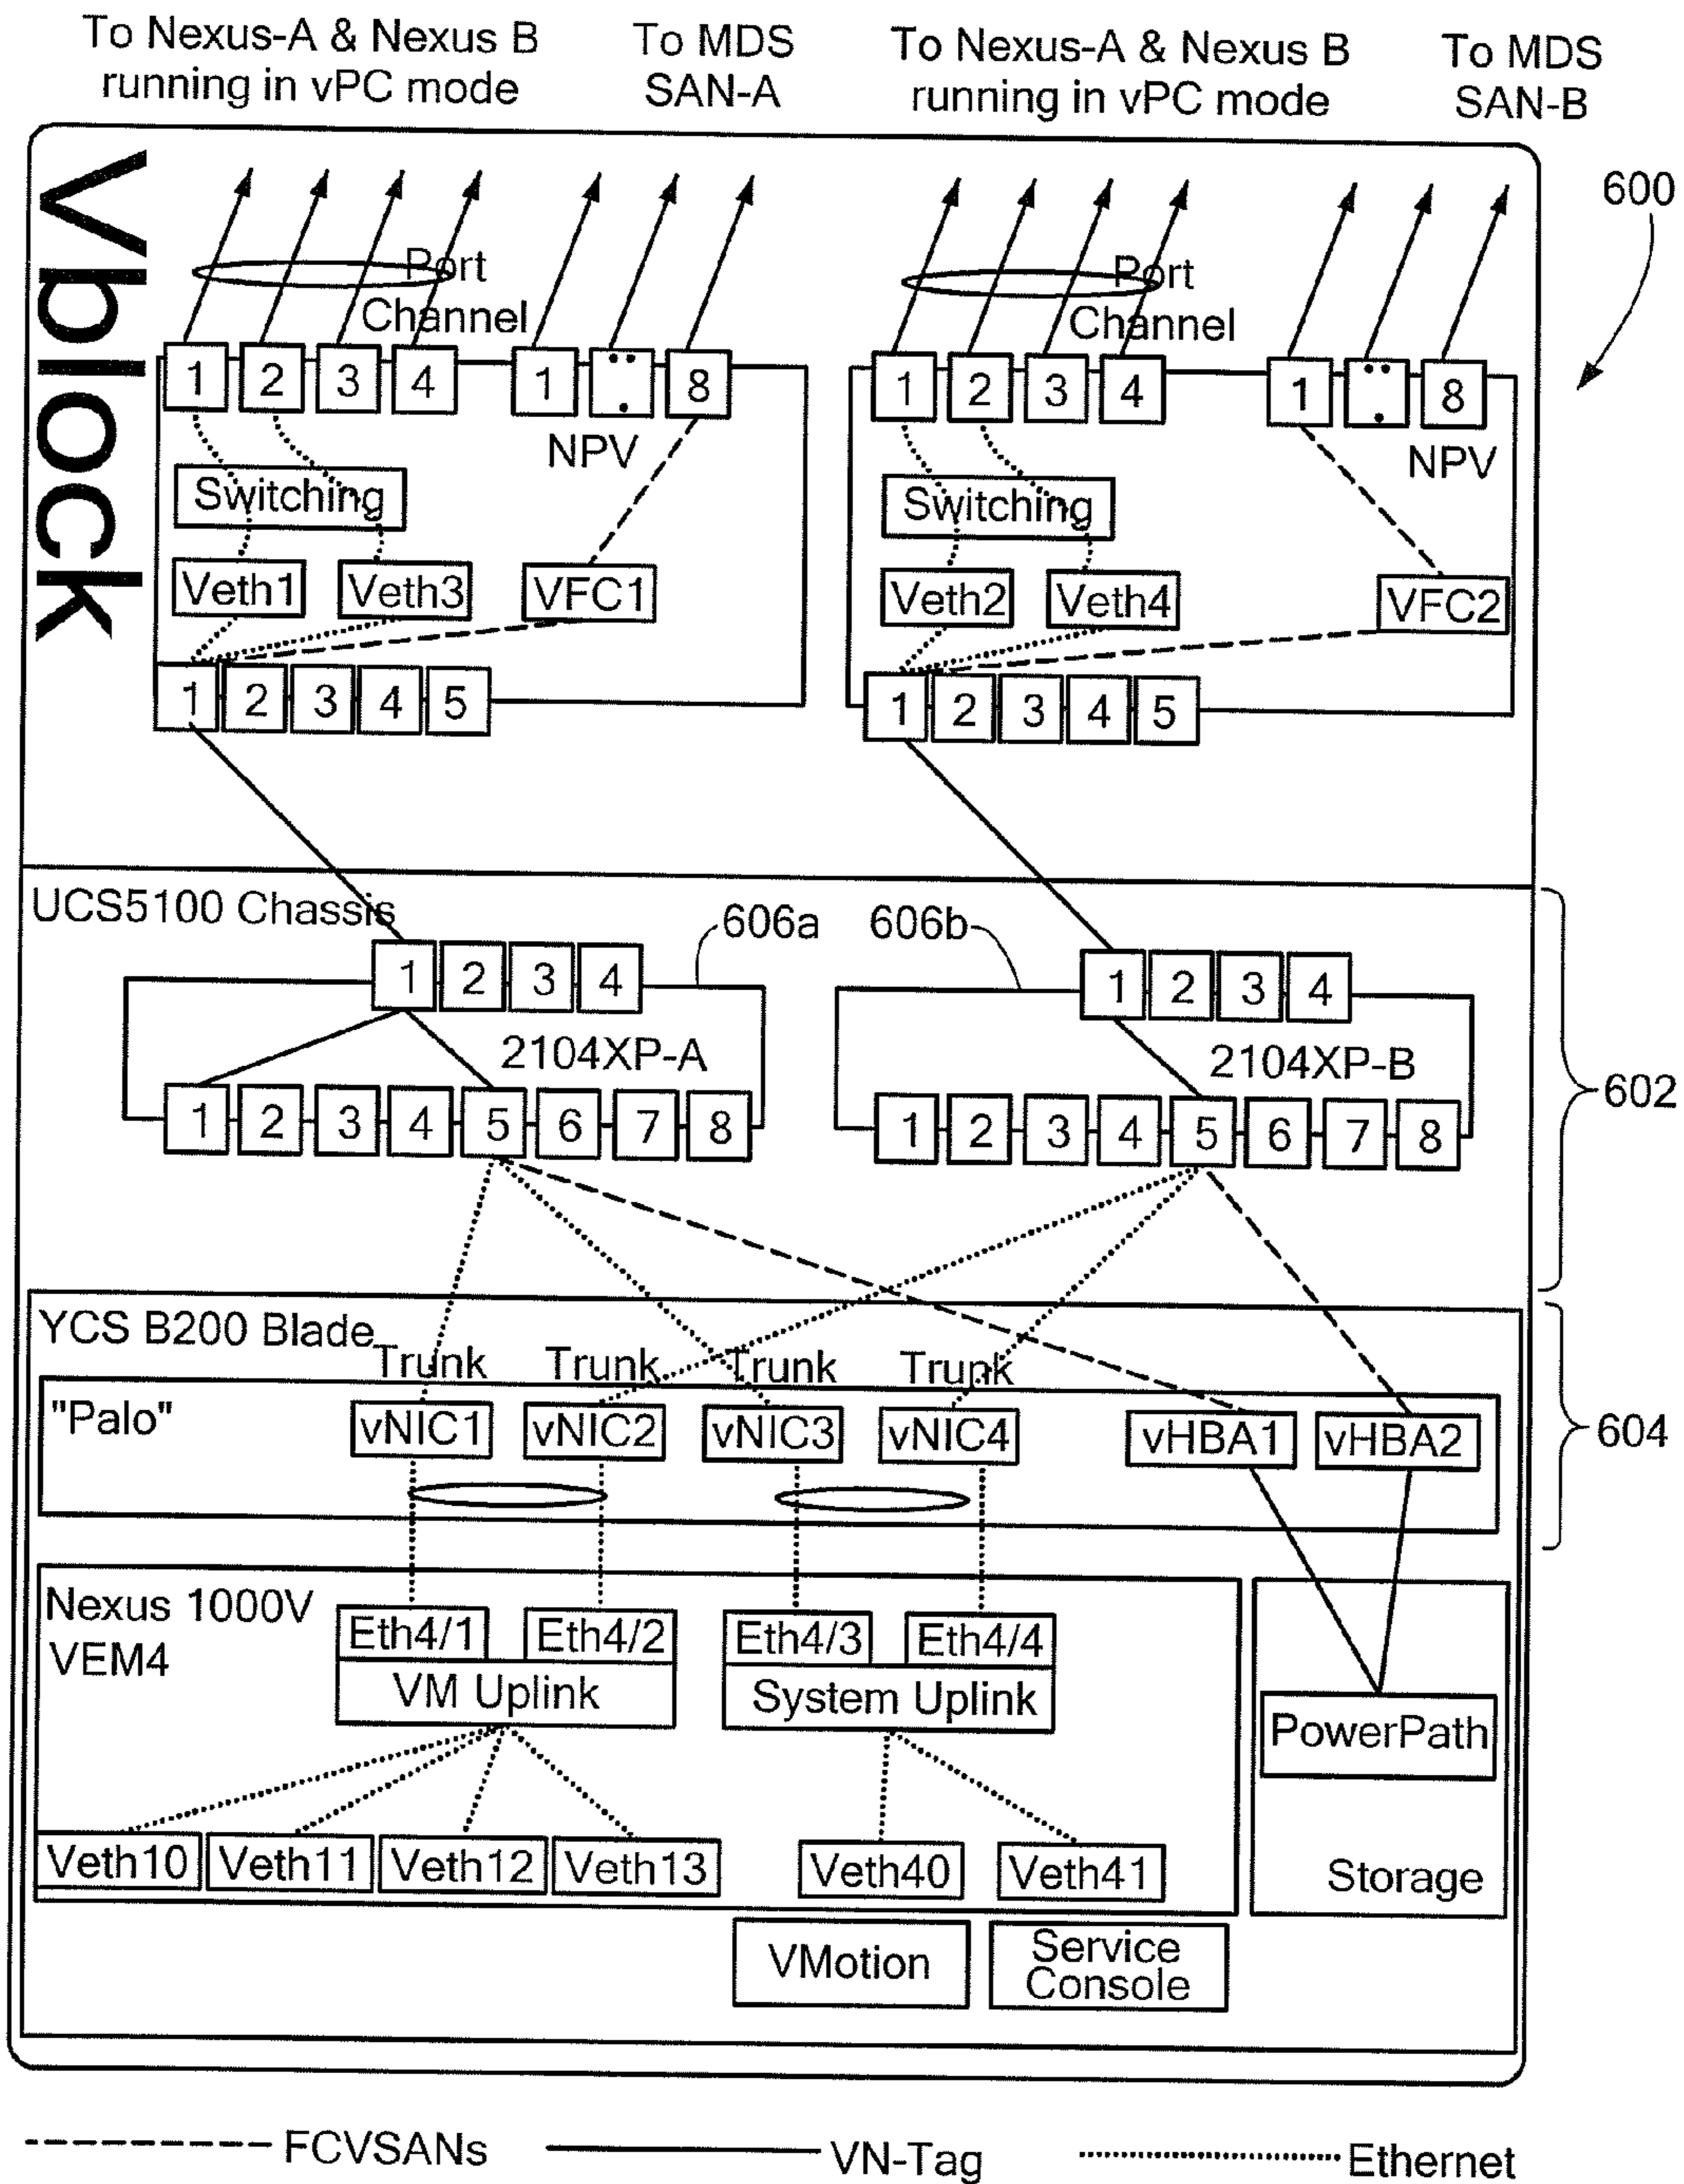 To Nexus-A & Nexus B
running in vPC mode
To MDS
SAN-A
To Nexus-A & Nexus B
running in vPC mode
To MDS
SAN-B
600
Vblock
Port
Channel
Port
Channel
1 2 3 4 1 8
1 2 3 4 1 8
NPV
NPV
Switching
Switching
Veth1 Veth3 VFC1
Veth2 Veth4 VFC2
1 2 3 4 5
1 2 3 4 5
UCS5100 Chassis
606a 606b
1 2 3 4
1 2 3 4
2104XP-A
2104XP-B
602
1 2 3 4 5 6 7 8
1 2 3 4 5 6 7 8
YCS B200 Blade
Trunk Trunk Trunk Trunk
"Palo"
vNIC1 vNIC2 vNIC3 vNIC4 vHBA1 vHBA2
604
Nexus 1000V
VEM4
Eth4/1 Eth4/2 Eth4/3 Eth4/4
VM Uplink
System Uplink
PowerPath
Veth10 Veth11 Veth12 Veth13 Veth40 Veth41
Storage
VMotion
Service
Console
FCVSANs VN-Tag Ethernet